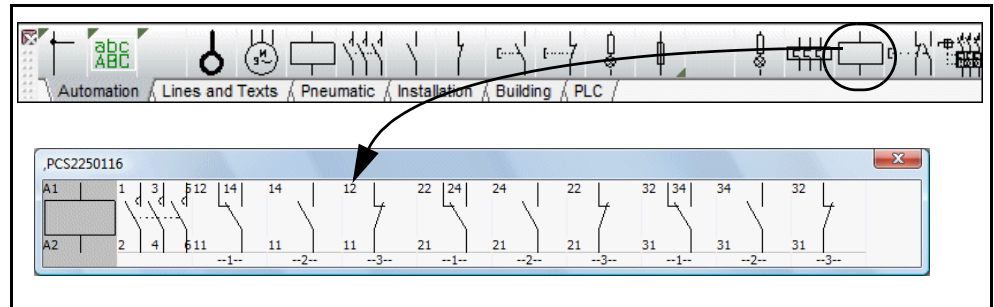 abc
ABC
Automation Lines and Texts Pneumatic Installation Building PLC
,PCS2250116
A1 1 3 5 12 14 14 12 22 24 24 22 32 34 34 32
A2 2 4 6 11 11 11 21 21 21 31 31 31
--1-- --2-- --3-- --1-- --2-- --3-- --1-- --2-- --3--